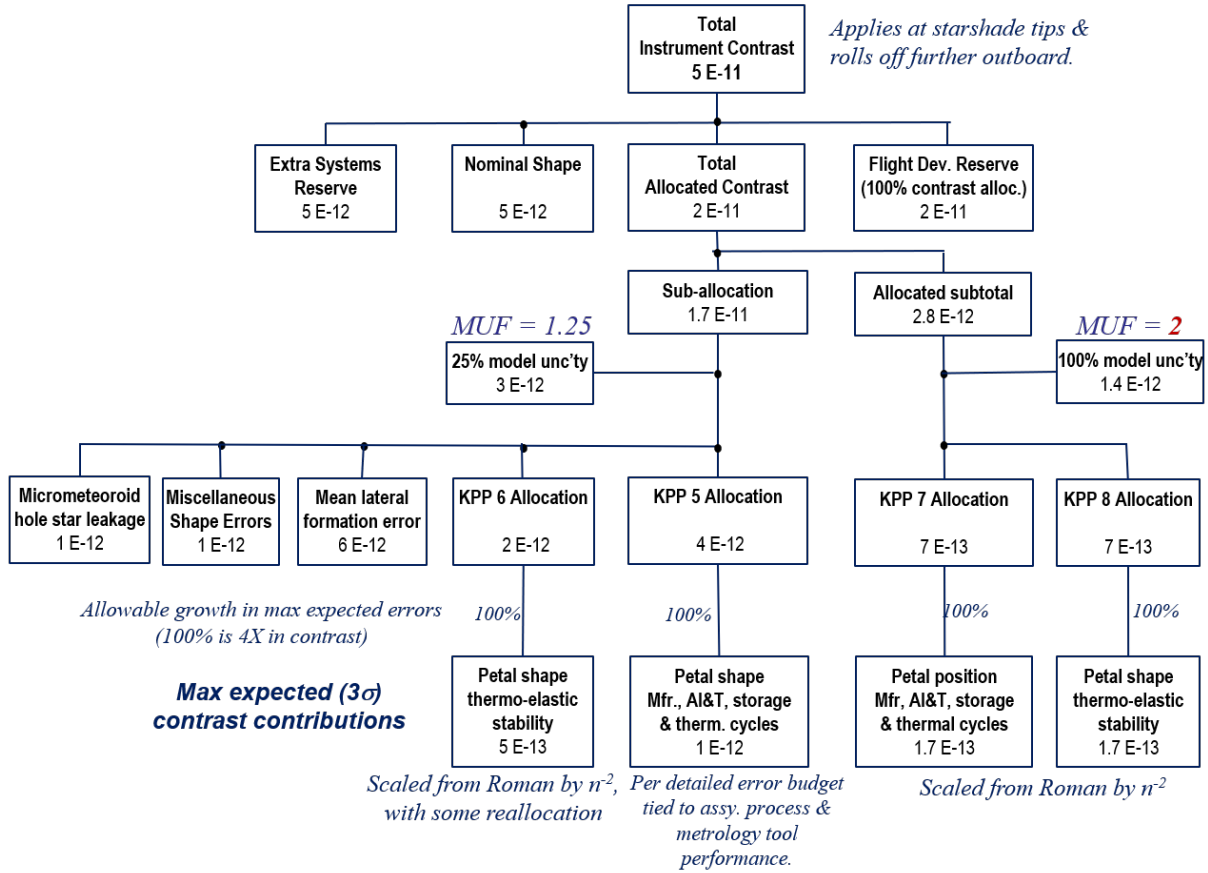 Total
Instrument Contrast
5 E-11
Applies at starshade tips &
rolls off further outboard.
Extra Systems
Reserve
5 E-12
Nominal Shape
5 E-12
Total
Allocated Contrast
2 E-11
Flight Dev. Reserve
(100% contrast alloc.)
2 E-11
Sub-allocation
1.7 E-11
Allocated subtotal
2.8 E-12
MUF = 1.25
25% model unc'ty
3 E-12
MUF = 2
100% model unc'ty
1.4 E-12
Micrometeoroid
hole star leakage
1 E-12
Miscellaneous
Shape Errors
1 E-12
Mean lateral
formation error
6 E-12
KPP 6 Allocation
2 E-12
KPP 5 Allocation
4 E-12
KPP 7 Allocation
7 E-13
KPP 8 Allocation
7 E-13
Allowable growth in max expected errors
(100% is 4X in contrast)
100%
100%
100%
100%
Max expected (3σ)
contrast contributions
Petal shape
thermo-elastic
stability
5 E-13
Petal shape
Mfr., AI&T, storage
& therm. cycles
1 E-12
Petal position
Mfr, AI&T, storage
& thermal cycles
1.7 E-13
Petal shape
thermo-elastic
stability
1.7 E-13
Scaled from Roman by n⁻²,
with some reallocation
Per detailed error budget
tied to assy. process &
metrology tool
performance.
Scaled from Roman by n⁻²